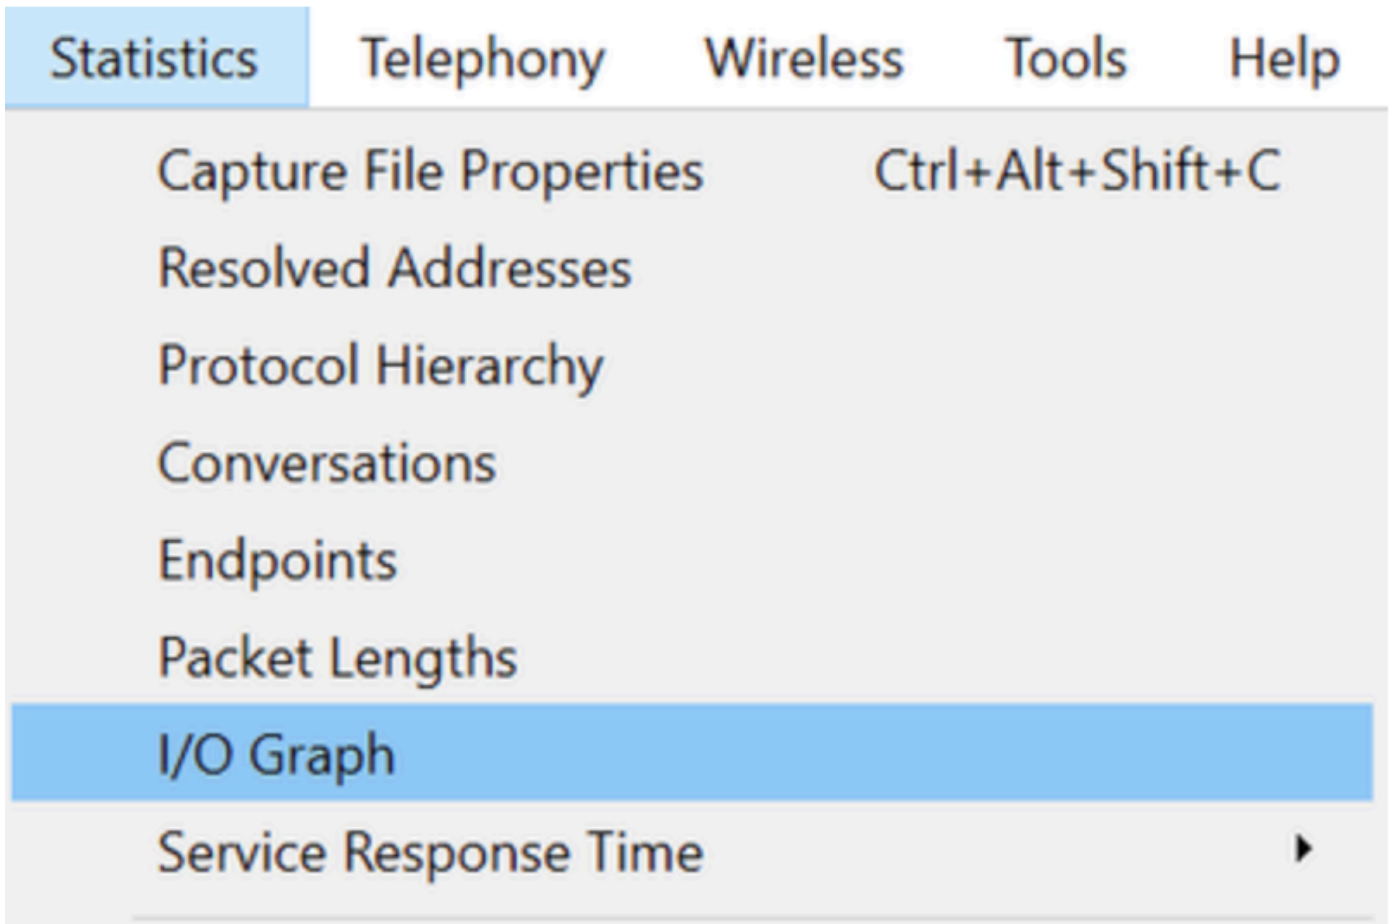 Statistics Telephony Wireless Tools Help
Capture File Properties Ctrl+Alt+Shift+C
Resolved Addresses
Protocol Hierarchy
Conversations
Endpoints
Packet Lengths
I/O Graph
Service Response Time